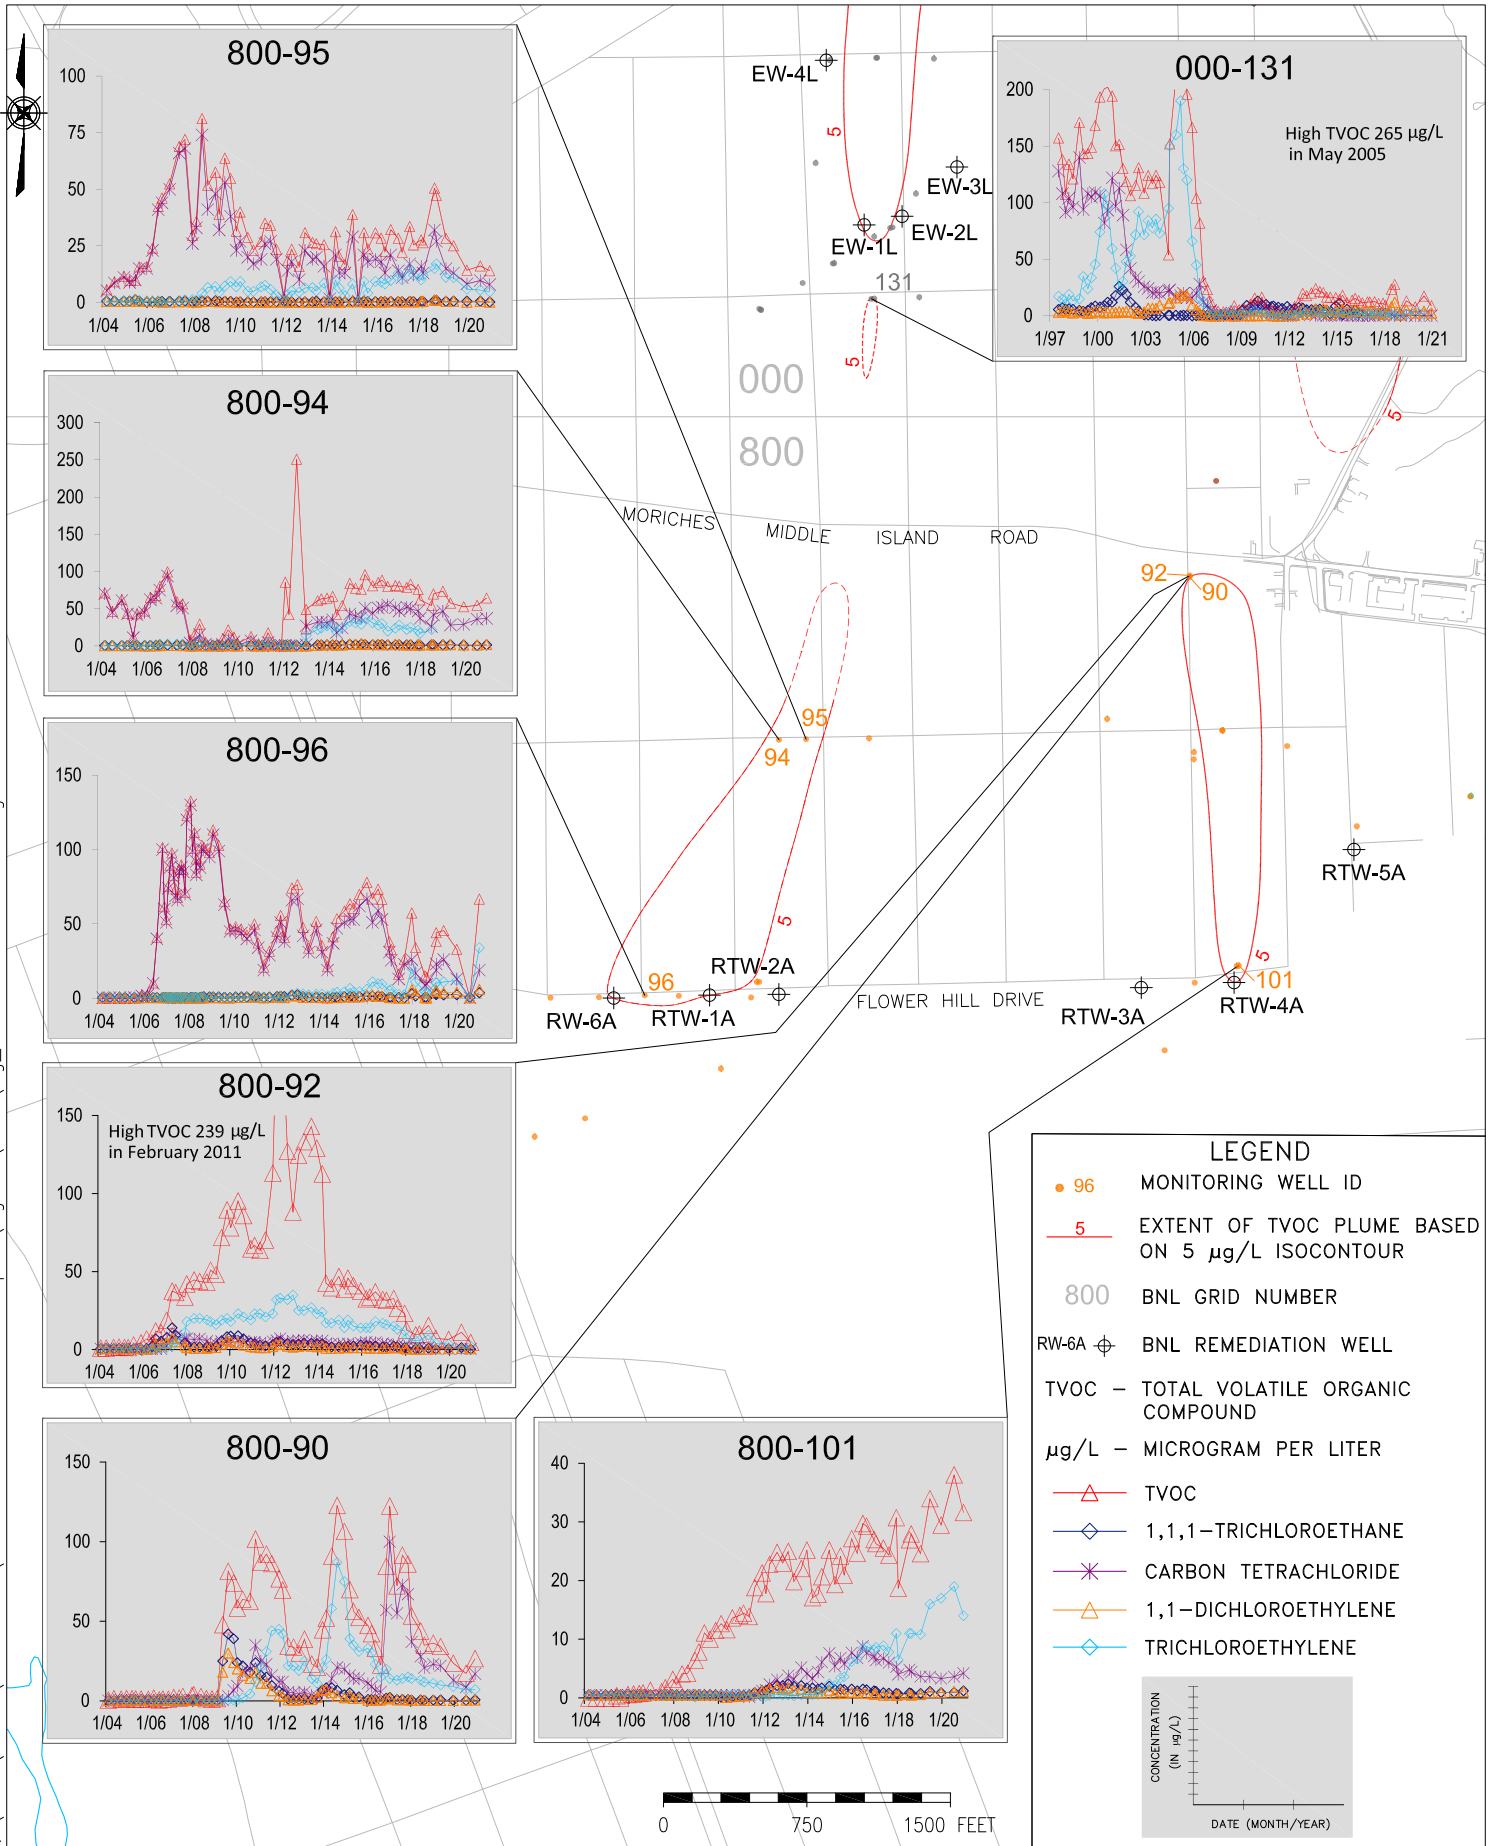 800-95
100
75
50
25
0
1/04 1/06 1/08 1/10 1/12 1/14 1/16 1/18 1/20
800-94
300
250
200
150
100
50
0
1/04 1/06 1/08 1/10 1/12 1/14 1/16 1/18 1/20
800-96
150
100
50
0
1/04 1/06 1/08 1/10 1/12 1/14 1/16 1/18 1/20
800-92
High TVOC 239 µg/L
in February 2011
150
100
50
0
1/04 1/06 1/08 1/10 1/12 1/14 1/16 1/18 1/20
800-90
150
100
50
0
1/04 1/06 1/08 1/10 1/12 1/14 1/16 1/18 1/20
800-101
40
30
20
10
0
1/04 1/06 1/08 1/10 1/12 1/14 1/16 1/18 1/20
000-131
High TVOC 265 µg/L
in May 2005
200
150
100
50
0
1/97 1/00 1/03 1/06 1/09 1/12 1/15 1/18 1/21
EW-4L
5
EW-3L
EW-2L
EW-1L
131
5
5
000
800
MORICHES MIDDLE ISLAND ROAD
92
90
95
94
5
96
RTW-2A
RW-6A
RTW-1A
FLOWER HILL DRIVE
RTW-3A
5
101
RTW-4A
RTW-5A
LEGEND
96 MONITORING WELL ID
5 EXTENT OF TVOC PLUME BASED
ON 5 µg/L ISOCONTOUR
800 BNL GRID NUMBER
RW-6A BNL REMEDIATION WELL
TVOC – TOTAL VOLATILE ORGANIC
COMPOUND
µg/L – MICROGRAM PER LITER
TVOC
1,1,1-TRICHLOROETHANE
CARBON TETRACHLORIDE
1,1-DICHLOROETHYLENE
TRICHLOROETHYLENE
CONCENTRATION
(IN µg/L)
DATE (MONTH/YEAR)
0 750 1500 FEET